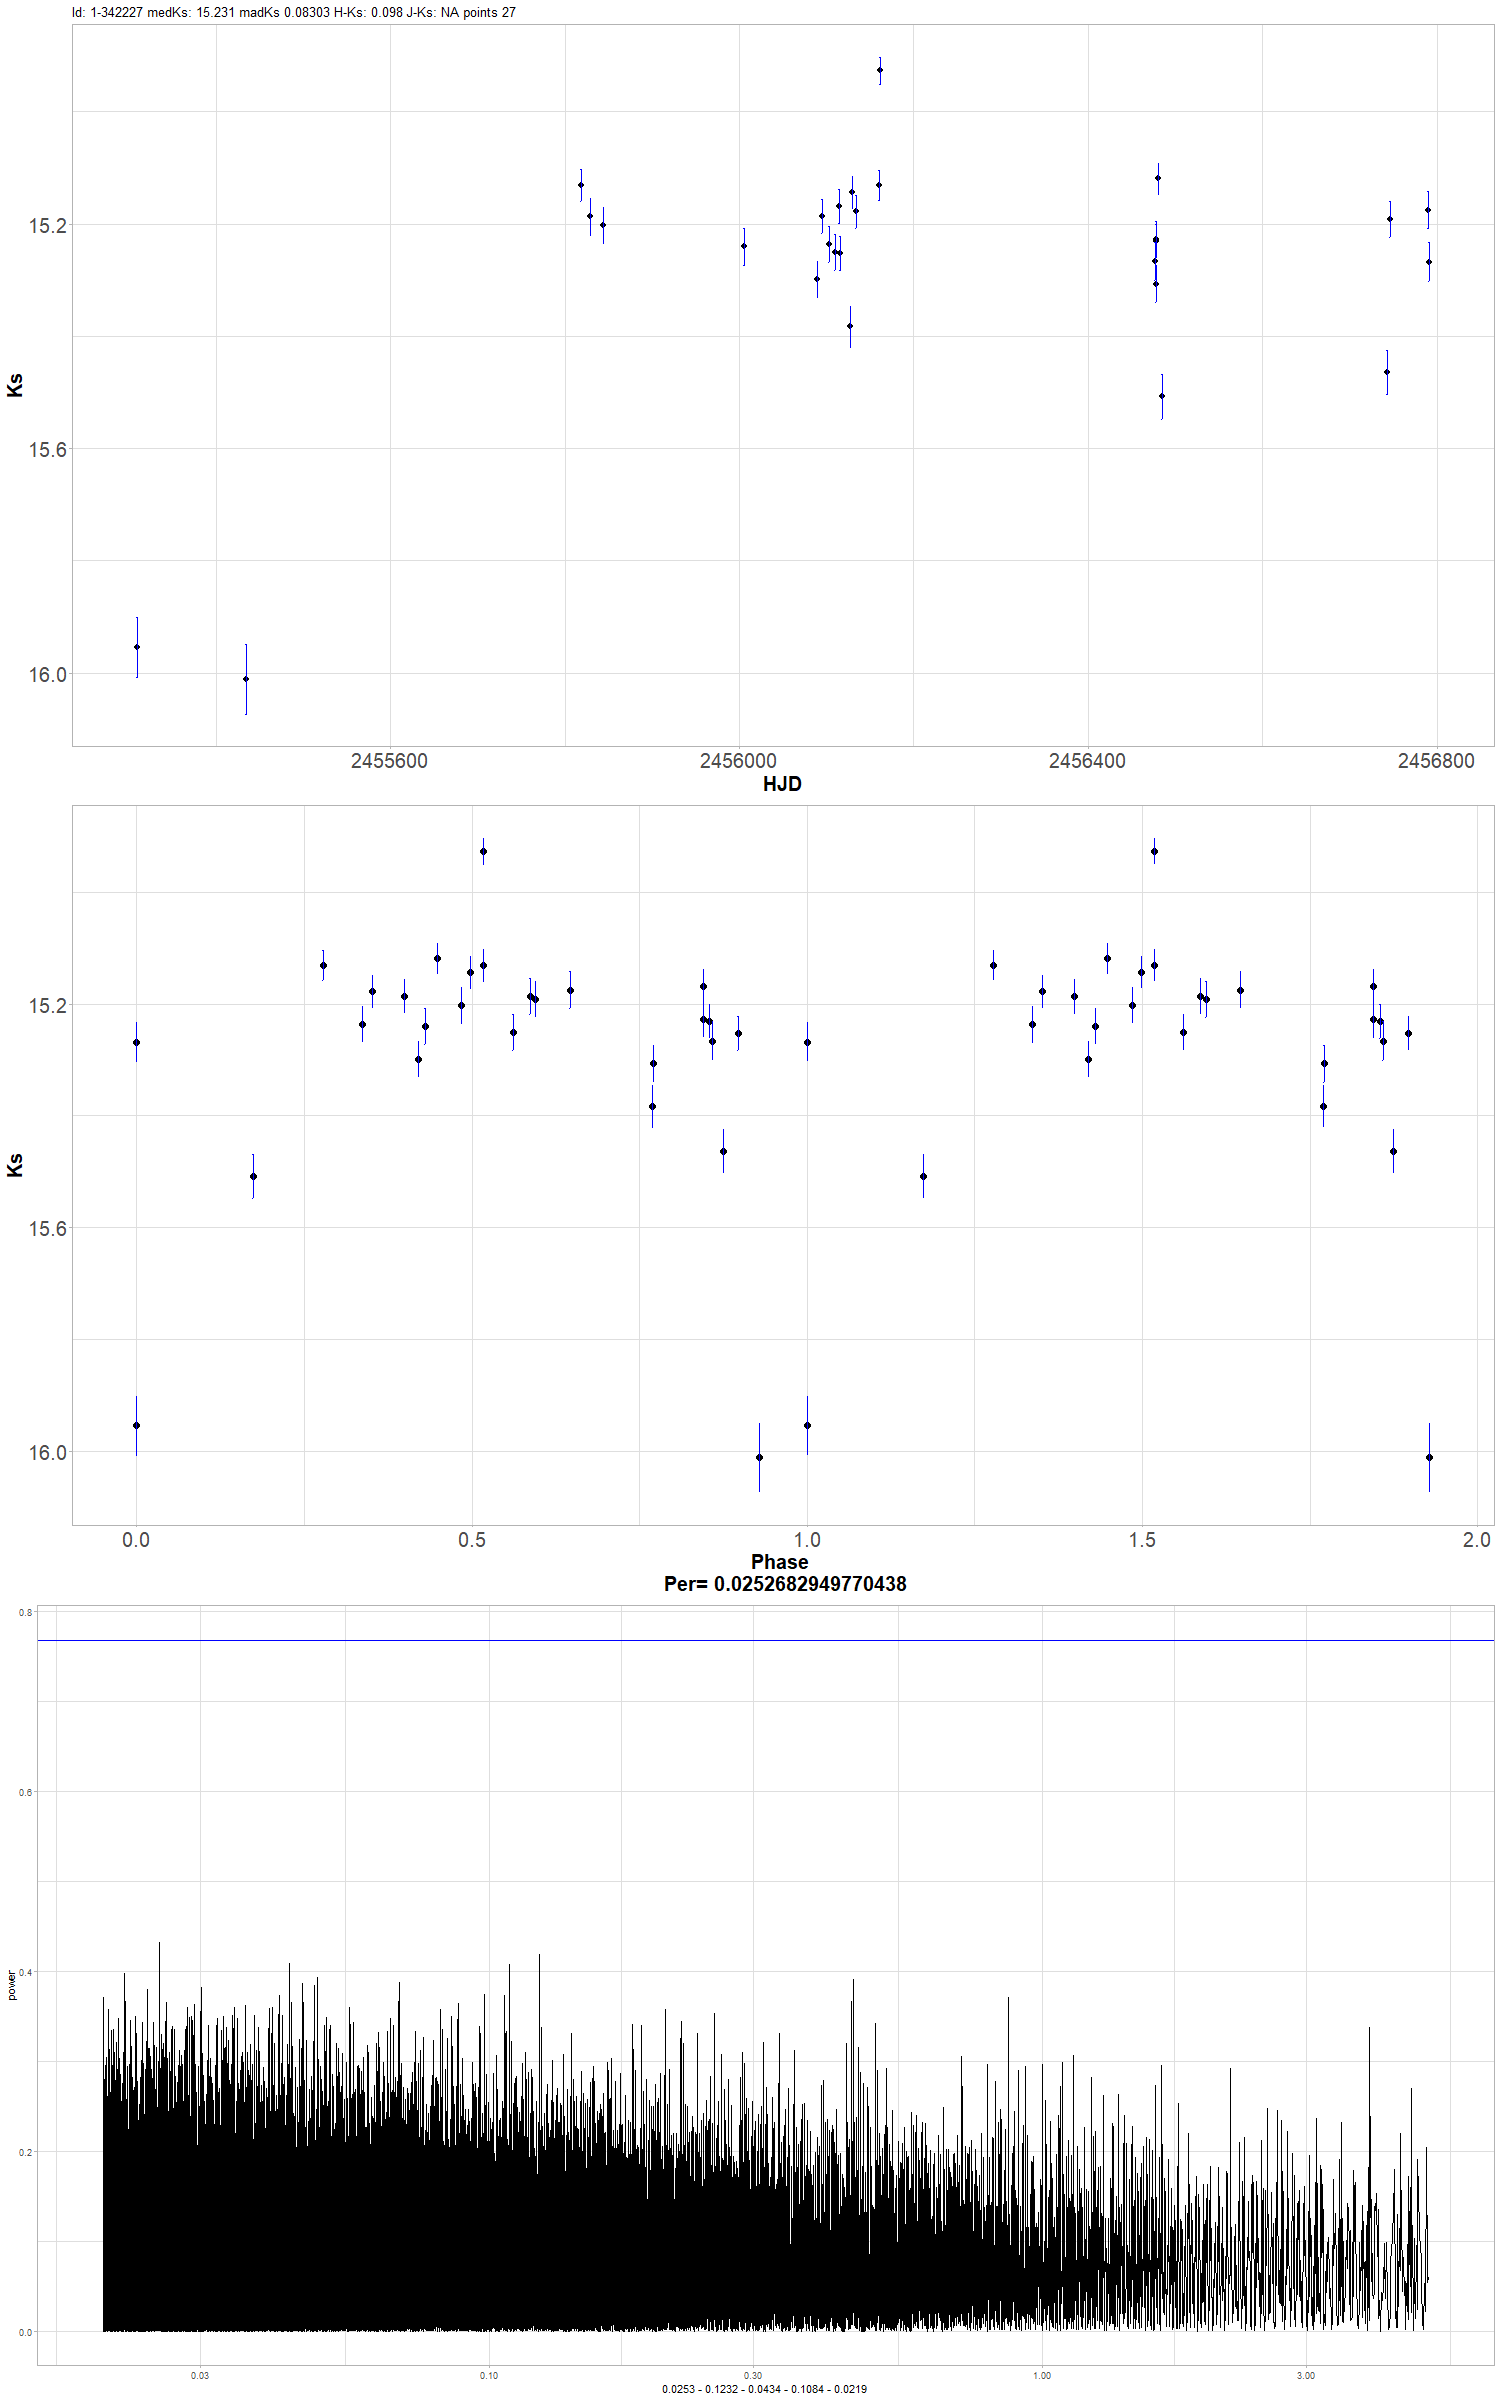 Id: 1-342227 medKs: 15.231 madKs 0.08303 H-Ks: 0.098 J-Ks: NA points 27
15.2
15.6
16.0
Ks
2455600 2456000 2456400 2456800
HJD
15.2
15.6
16.0
Ks
0.0 0.5 1.0 1.5 2.0
Phase
Per= 0.0252682949770438
0.8
0.6
0.4
0.2
0.0
power
0.03 0.10 0.30 1.00 3.00
0.0253 - 0.1232 - 0.0434 - 0.1084 - 0.0219